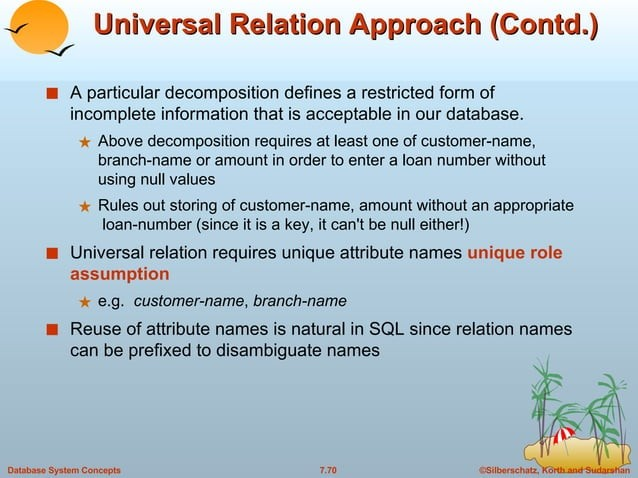 Universal Relation Approach (Contd.)
A particular decomposition defines a restricted form of
incomplete information that is acceptable in our database.
Above decomposition requires at least one of customer-name,
branch-name or amount in order to enter a loan number without
using null values
Rules out storing of customer-name, amount without an appropriate
loan-number (since it is a key, it can't be null either!)
Universal relation requires unique attribute names unique role
assumption
e.g. customer-name, branch-name
Reuse of attribute names is natural in SQL since relation names
can be prefixed to disambiguate names
Database System Concepts
7.70
©Silberschatz, Korth and Sudarshan